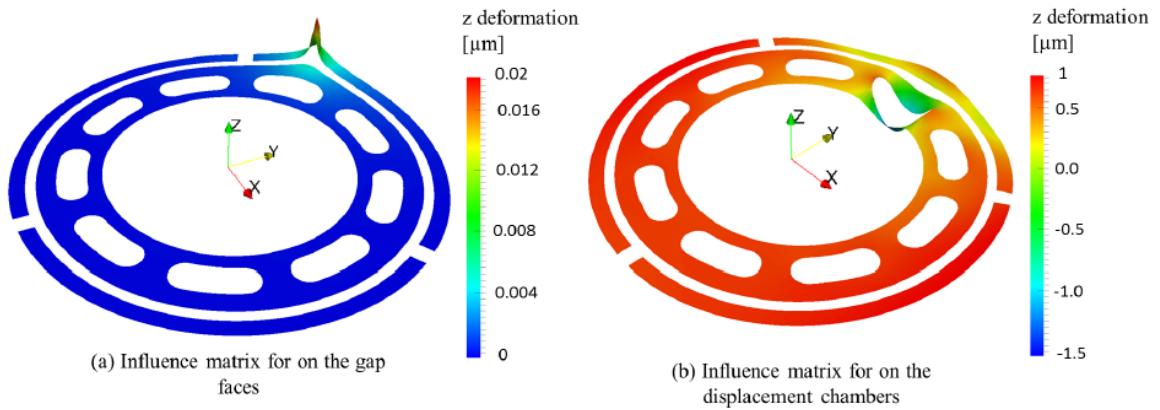 z deformation
[µm]
0.02
0.016
0.012
0.008
0.004
0
Z
Y
X
(a) Influence matrix for on the gap
faces
z deformation
[µm]
1
0.5
0.0
-0.5
-1.0
-1.5
Z
Y
X
(b) Influence matrix for on the
displacement chambers